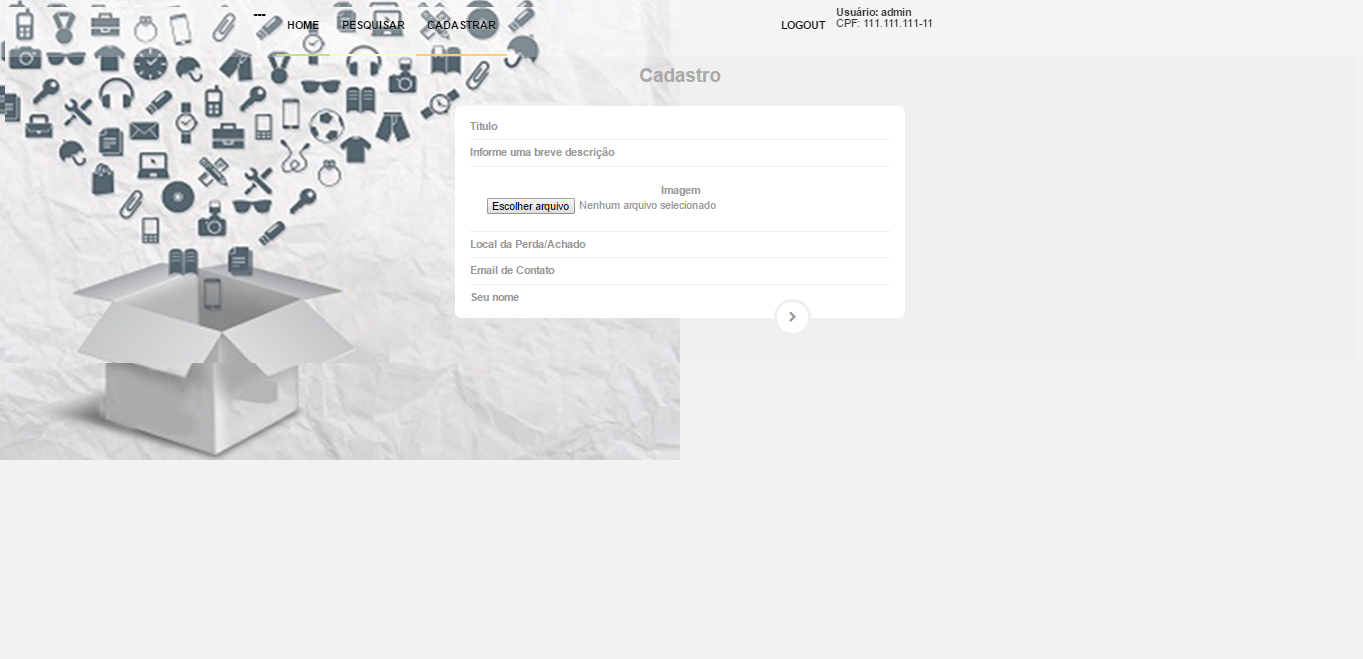 ---
HOME PESQUISAR CADASTRAR LOGOUT
Usuário: admin
CPF: 111.111.111-11
Cadastro
Titulo
Informe uma breve descrição
Imagem
Escolher arquivo Nenhum arquivo selecionado
Local da Perda/Achado
Email de Contato
Seu nome